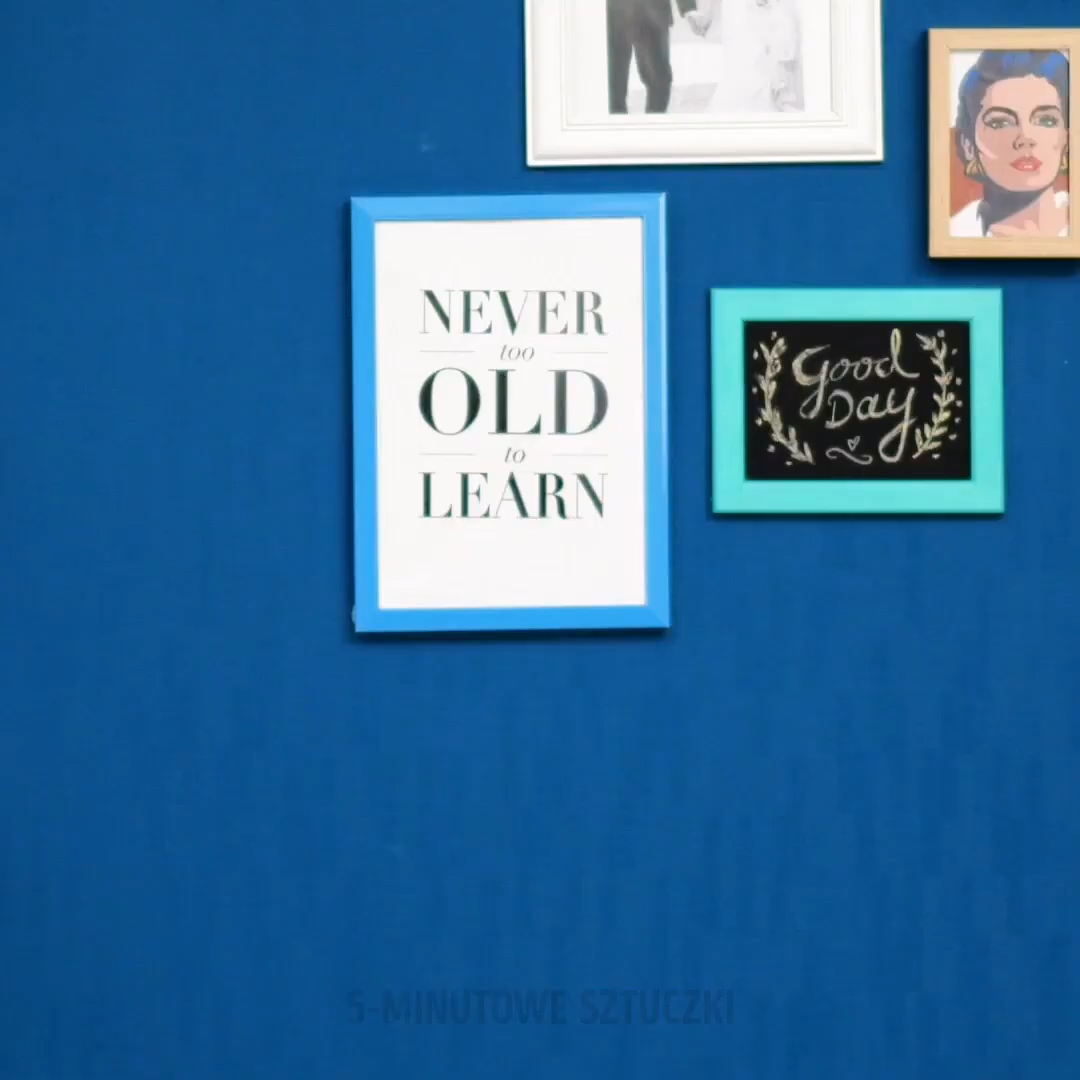 NEVER
too
OLD
to
LEARN
Good
Day
5-MINUTOWE SZTUCZKI